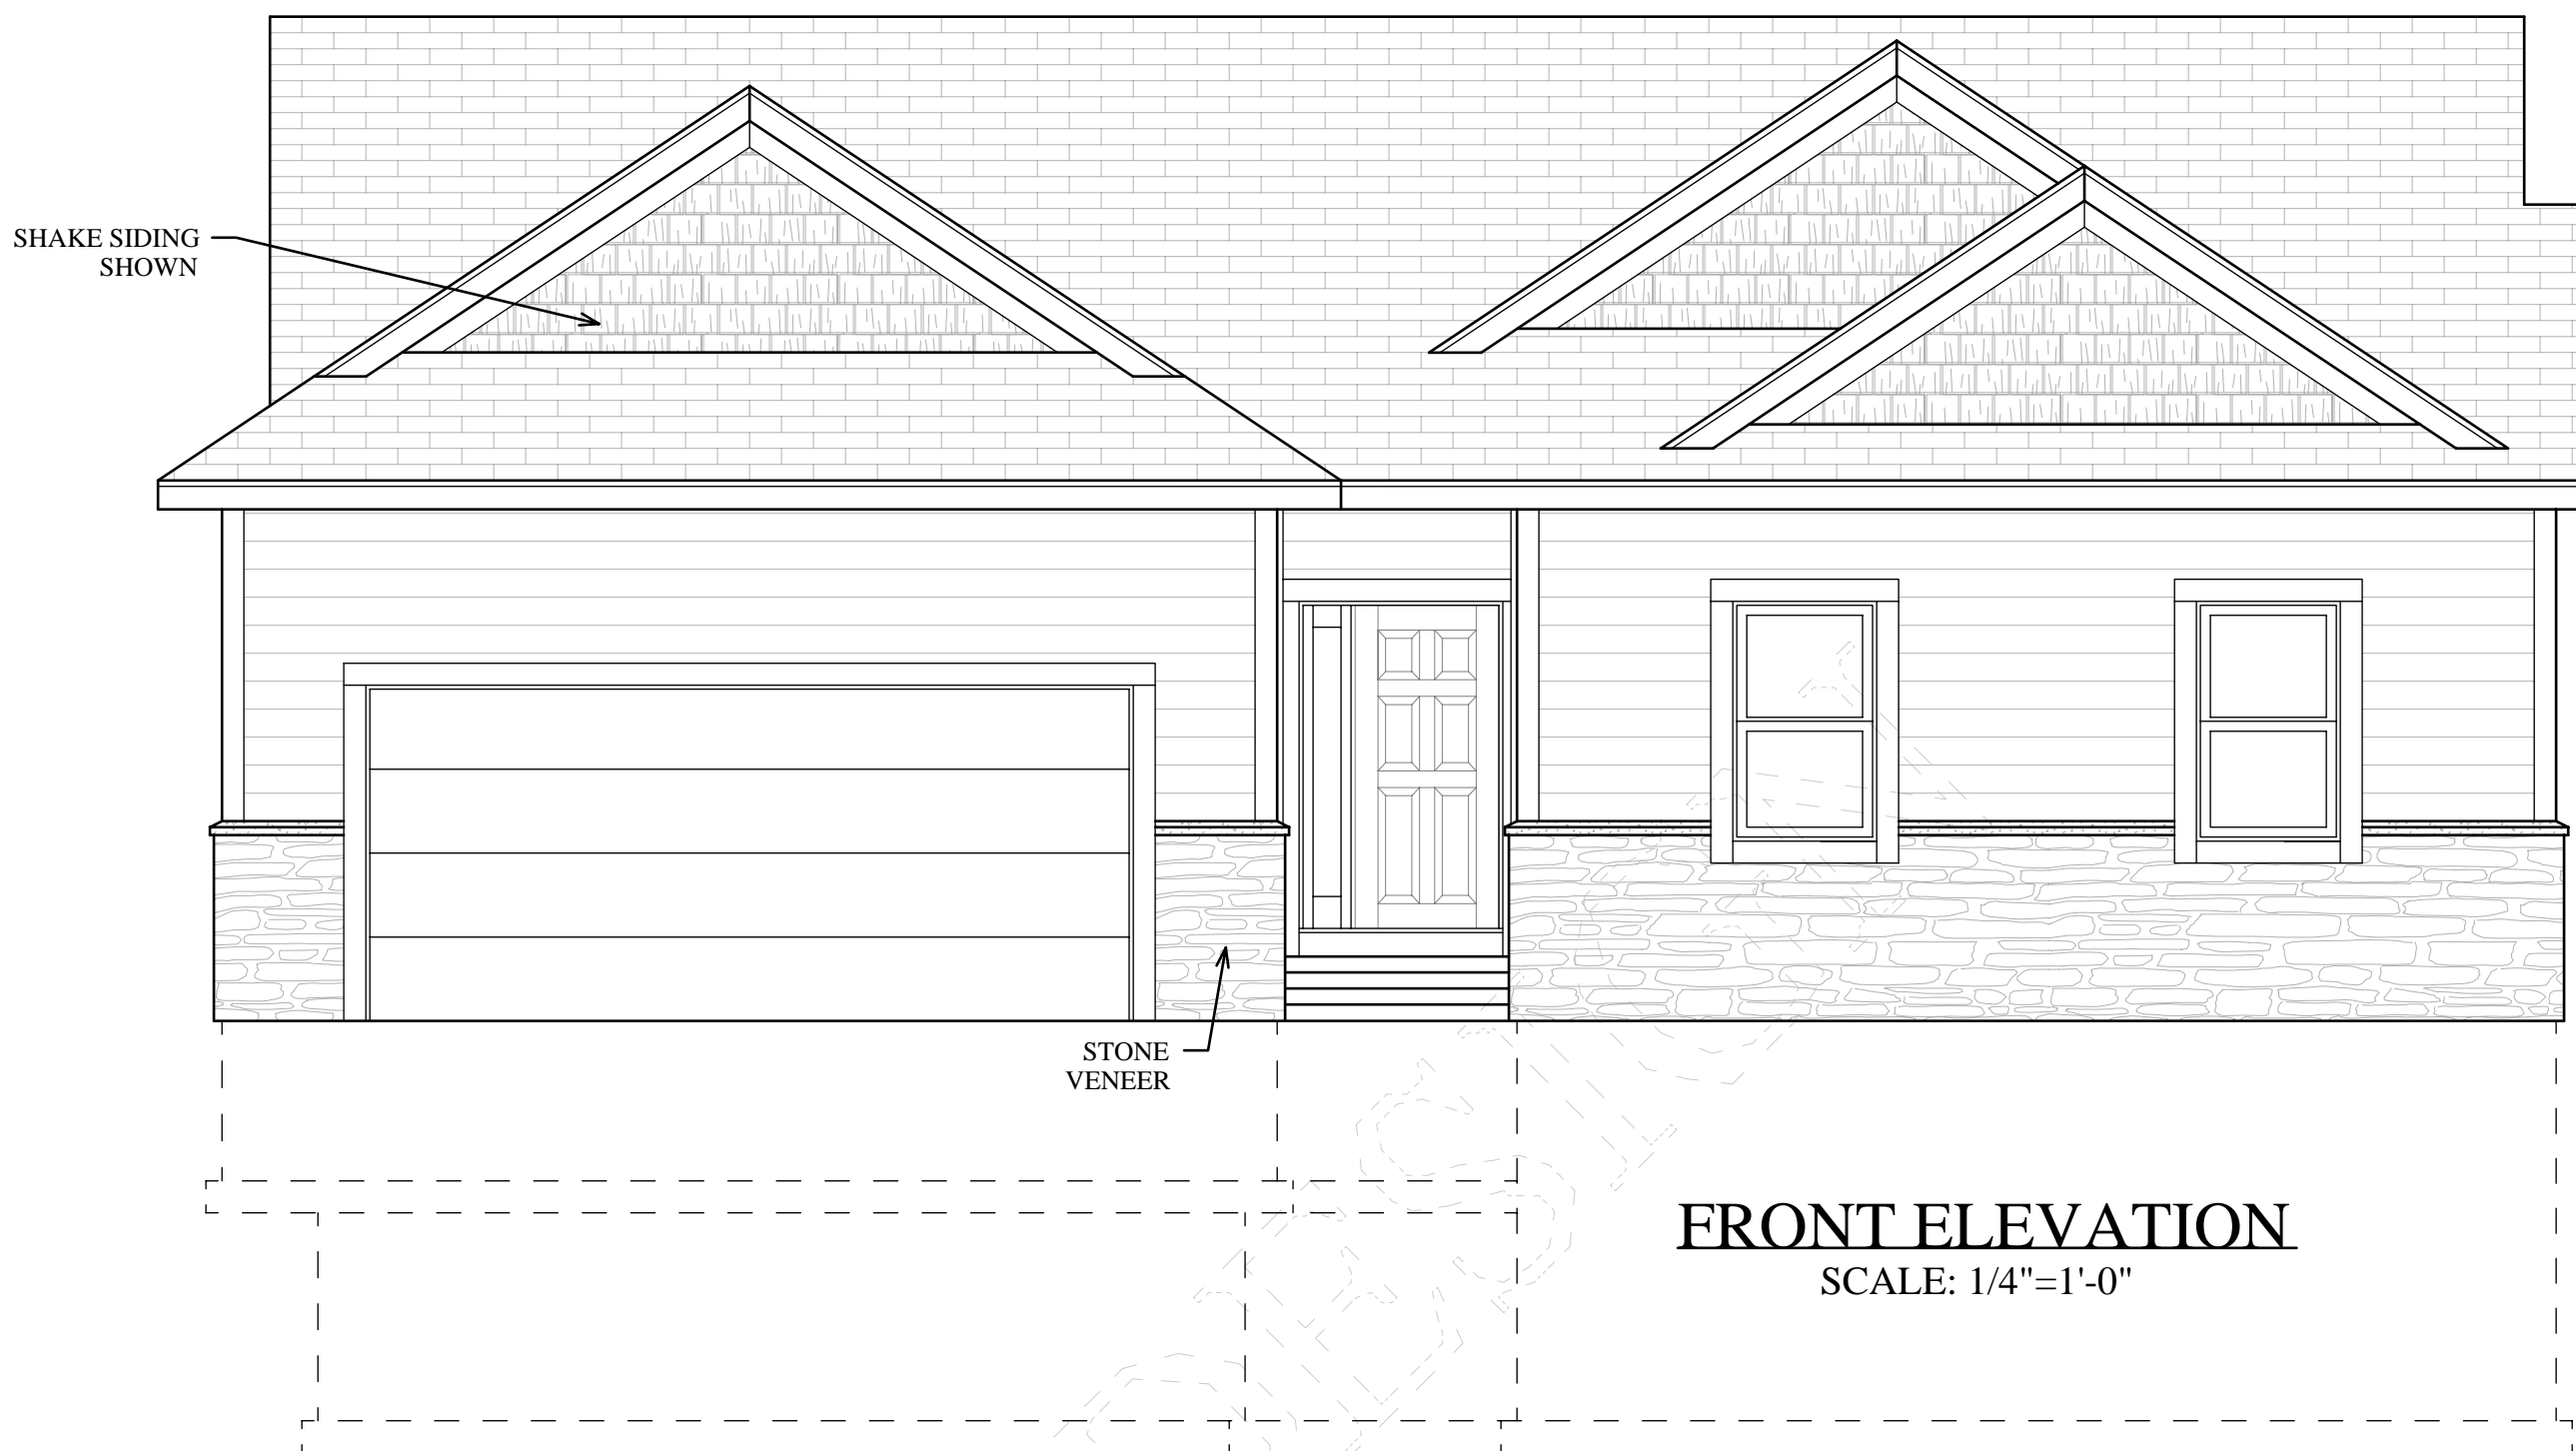 SHAKE SIDING
SHOWN
STONE
VENEER
FRONT ELEVATION
SCALE: 1/4"=1'-0"